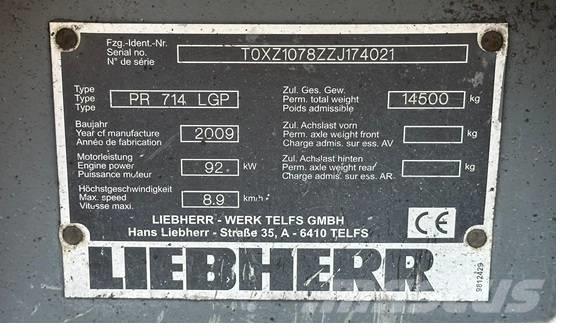 Fzg.-Ident.-Nr.
Serial no. T0XZ1078ZZJ174021
N° de série
Type
Type PR 714 LGP
Type
Zul. Ges. Gew.
Perm. total weight 14500 kg
Poids admissible
Baujahr
Year of manufacture 2009
Année de fabrication
Zul. Achslast vorn
Perm. axle weight front kg
Charge admis. sur ess. AV
Motorleistung
Engine power 92 kW
Puissance moteur
Zul. Achslast hinten
Perm. axle weight rear kg
Charge admis. sur ess. AR.
Höchstgeschwindigkeit
Max. speed 8.9 km/h
Vitesse maxi.
LIEBHERR - WERK TELFS GMBH
Hans Liebherr - Straße 35, A - 6410 TELFS
CE
LIEBHERR
9812429